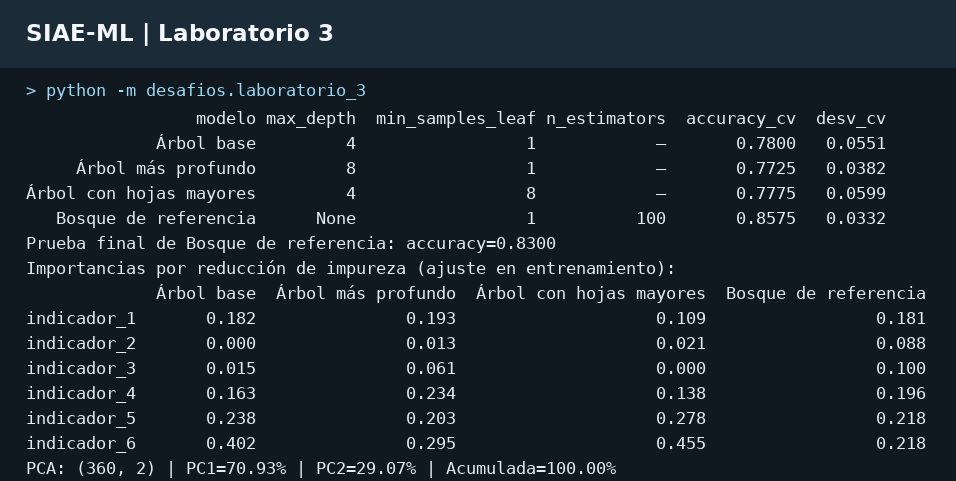 SIAE-ML | Laboratorio 3
> python -m desafios.laboratorio_3
modelo max_depth min_samples_leaf n_estimators accuracy_cv desv_cv
Árbol base 4 1 — 0.7800 0.0551
Árbol más profundo 8 1 — 0.7725 0.0382
Árbol con hojas mayores 4 8 — 0.7775 0.0599
Bosque de referencia None 1 100 0.8575 0.0332
Prueba final de Bosque de referencia: accuracy=0.8300
Importancias por reducción de impureza (ajuste en entrenamiento):
Árbol base Árbol más profundo Árbol con hojas mayores Bosque de referencia
indicador_1 0.182 0.193 0.109 0.181
indicador_2 0.000 0.013 0.021 0.088
indicador_3 0.015 0.061 0.000 0.100
indicador_4 0.163 0.234 0.138 0.196
indicador_5 0.238 0.203 0.278 0.218
indicador_6 0.402 0.295 0.455 0.218
PCA: (360, 2) | PC1=70.93% | PC2=29.07% | Acumulada=100.00%